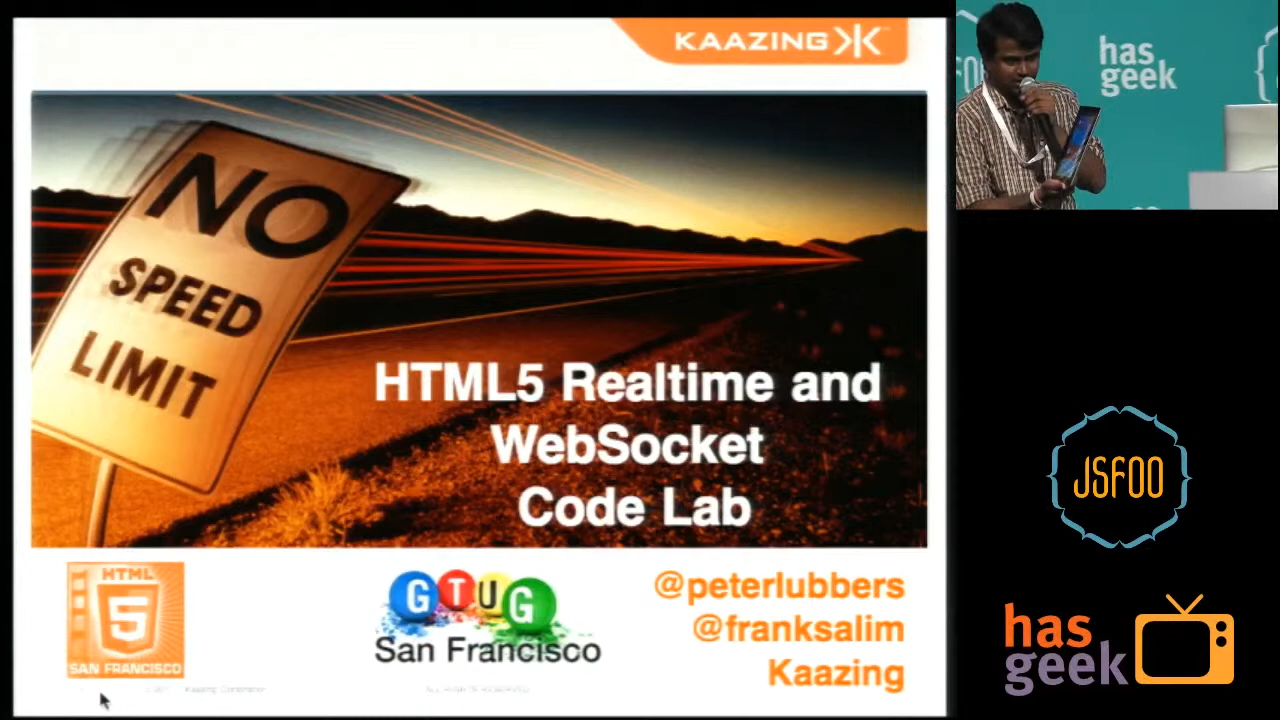 KAAZING
NO
SPEED
LIMIT
HTML5 Realtime and
WebSocket
Code Lab
HTML
5
SAN FRANCISCO
GTUG
San Francisco
@peterlubbers
@franksalim
Kaazing
has
geek
JSFOO
has
geek